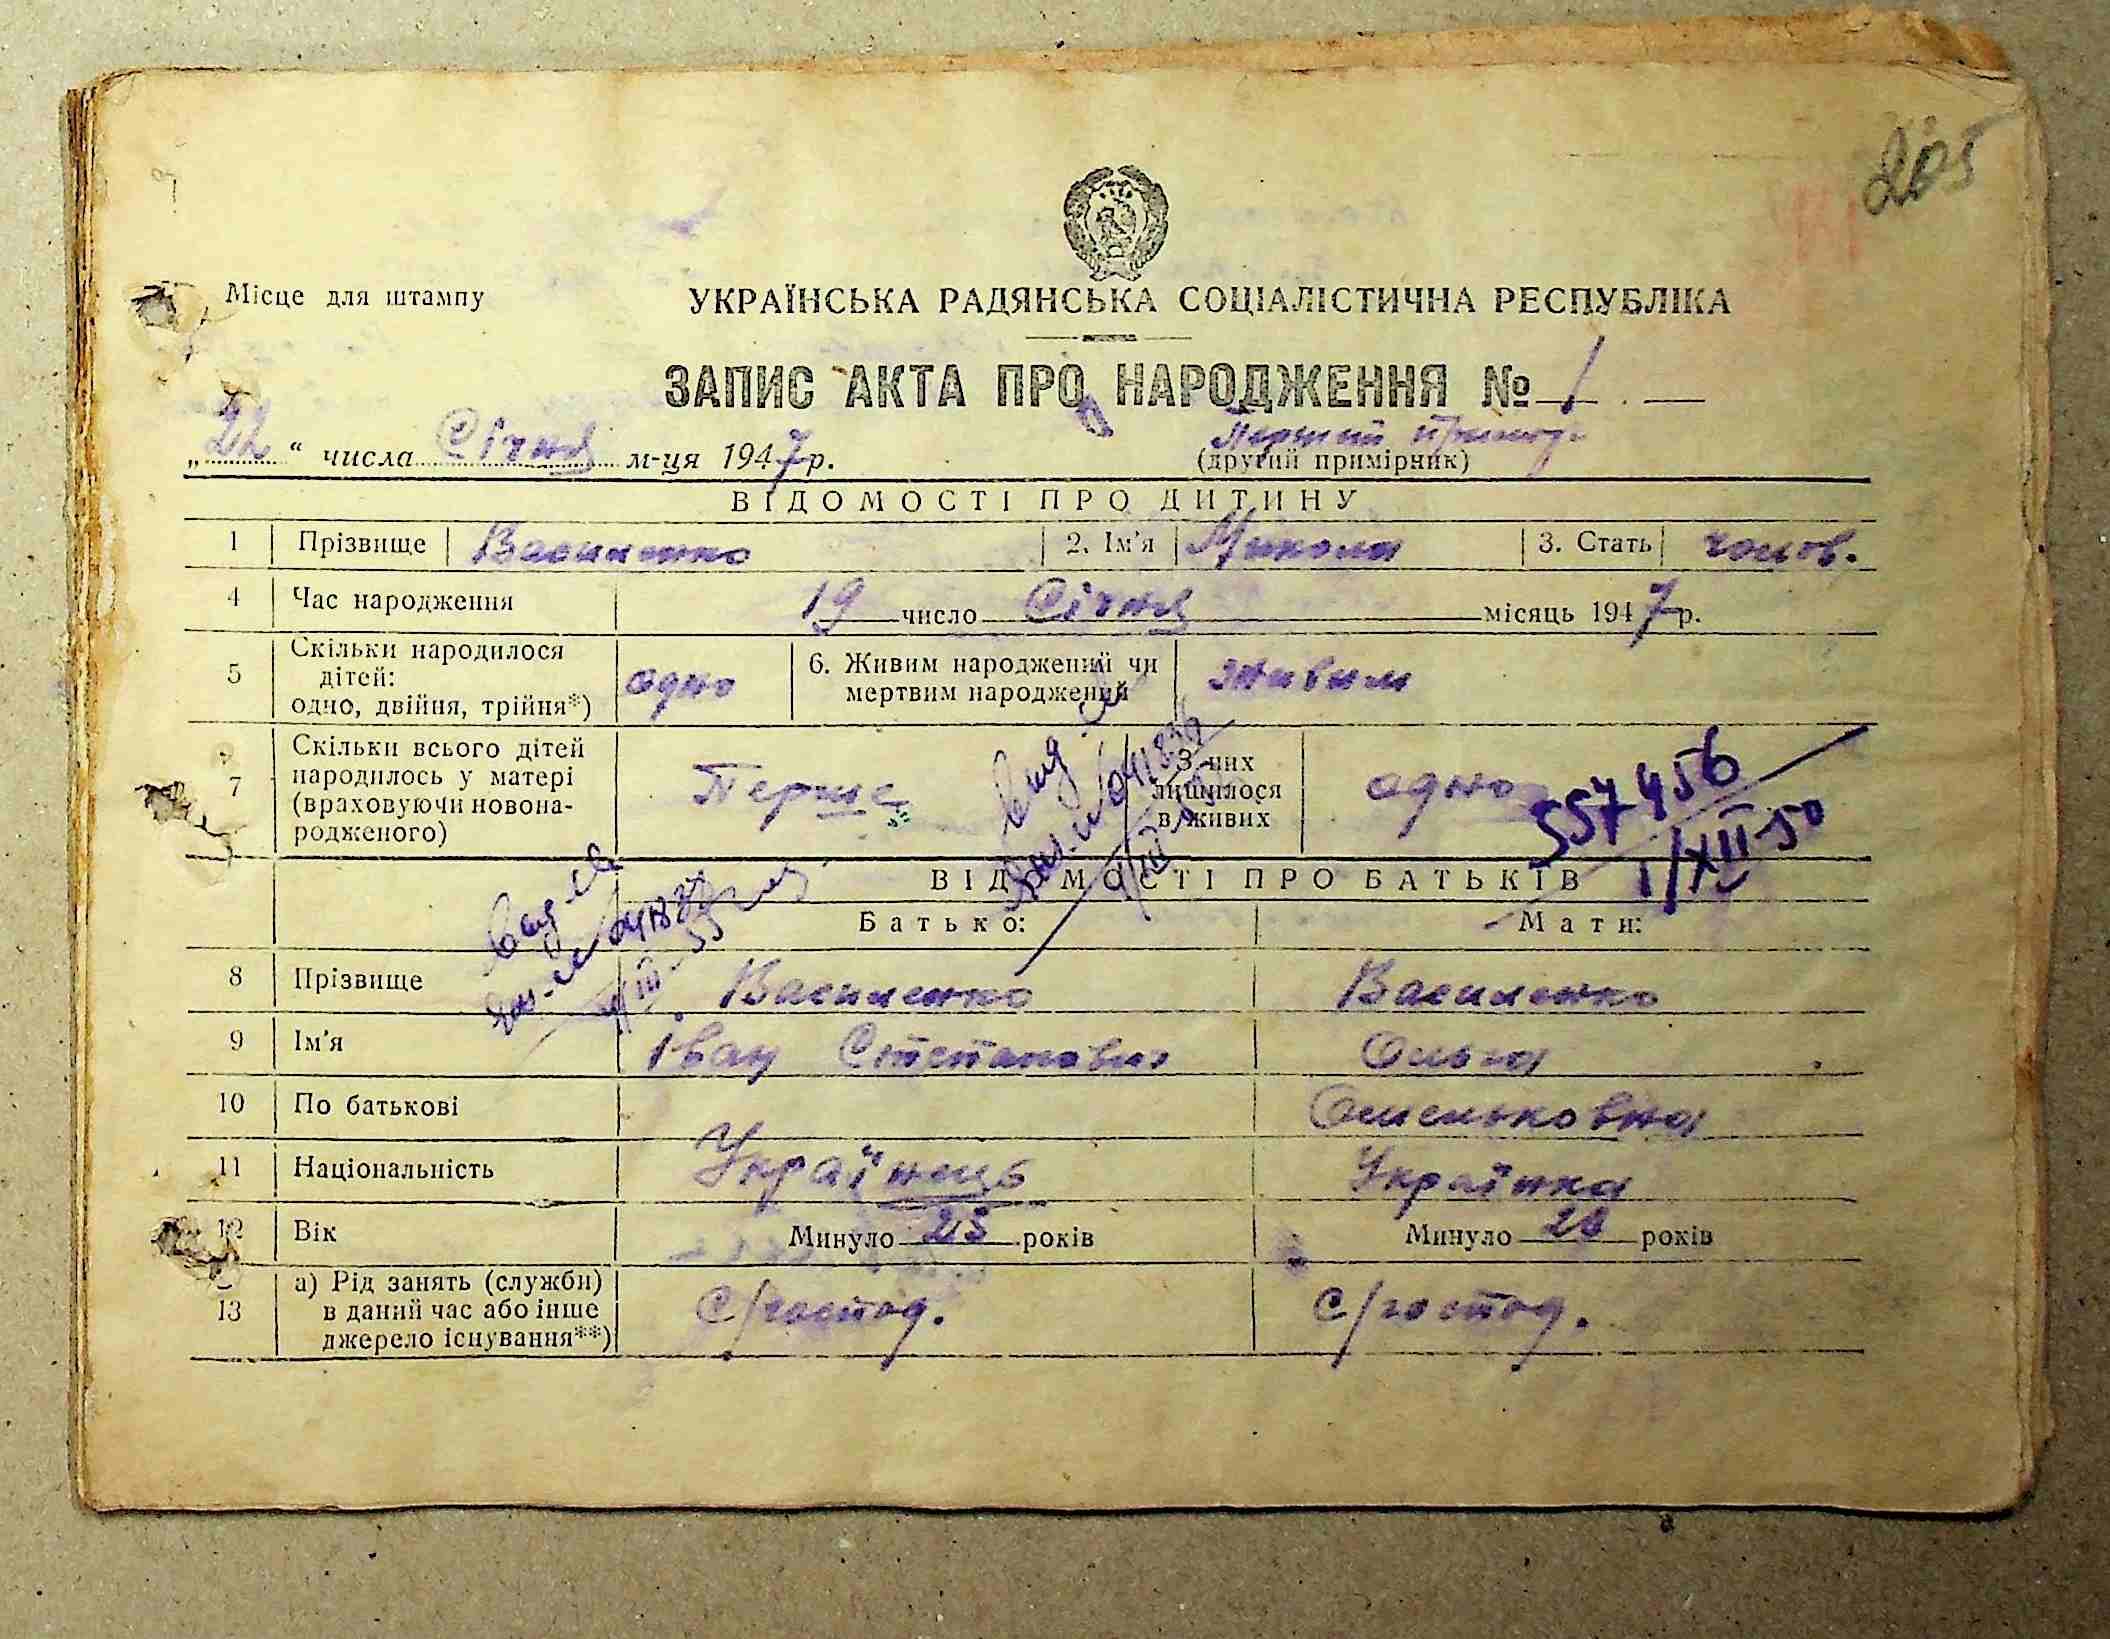 205
Місце для штампу
УКРАЇНСЬКА РАДЯНСЬКА СОЦІАЛІСТИЧНА РЕСПУБЛІКА
ЗАПИС АКТА ПРО НАРОДЖЕННЯ № 1
„22“ числа Січня м-ця 1947 р.
Перший
(другий примірник)
ВІДОМОСТІ ПРО ДИТИНУ
1 Прізвище Василенко 2. Ім'я Микола 3. Стать чолов.
4 Час народження 19 число Січня місяць 1947 р.
5 Скільки народилося дітей: одно, двійня, трійня*) одно 6. Живим народжений чи мертвим народжений живим
7 Скільки всього дітей народилось у матері (враховуючи новонародженого) Перше З них лишилося в живих одно
557456
1/XII-50
ВІДОМОСТІ ПРО БАТЬКІВ
Батько: Мати:
8 Прізвище Василенко Василенко
9 Ім'я Іван Степанович Ольга
10 По батькові Омельковна
11 Національність Українець Українка
12 Вік Минуло 23 років Минуло років
13 а) Рід занять (служби) в даний час або інше джерело існування**) С/господ. С/господ.